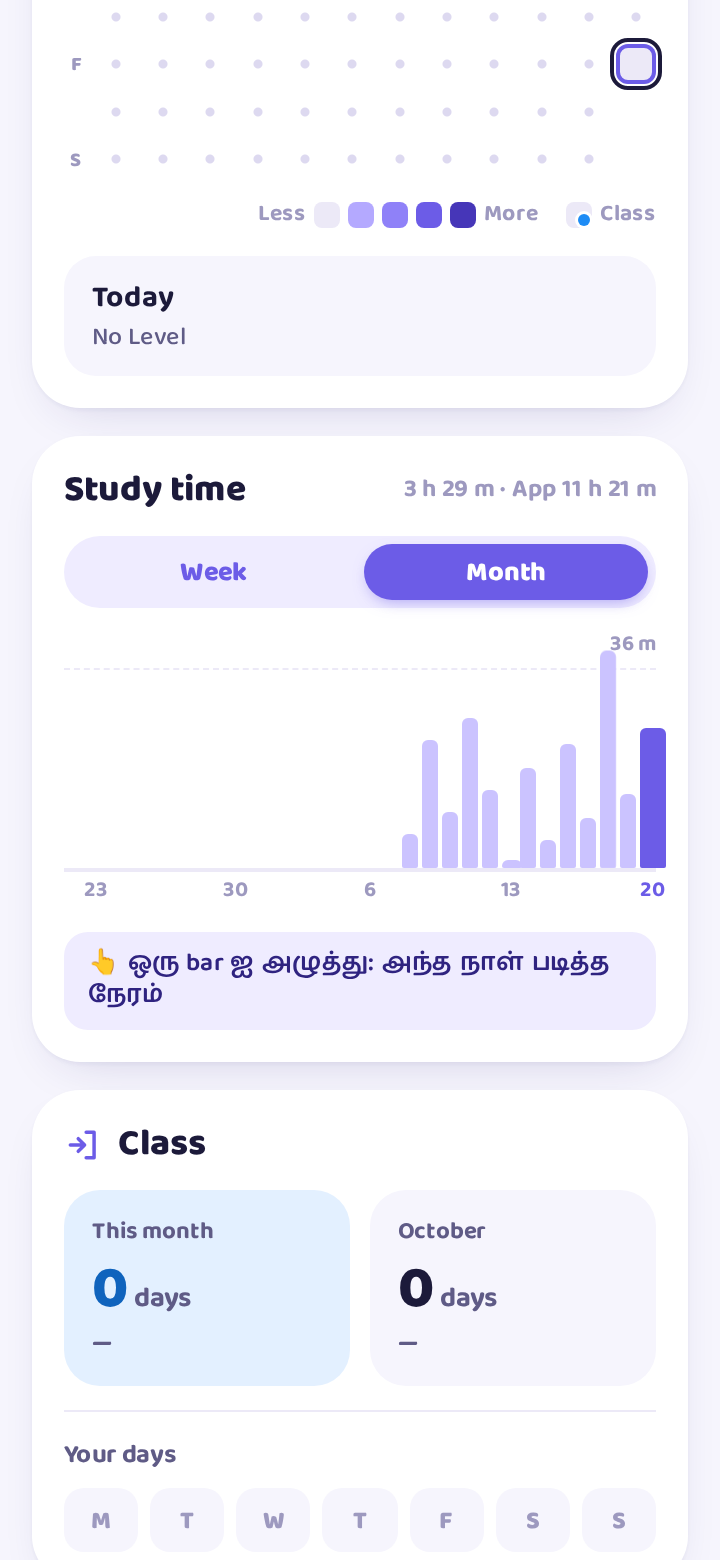 F
S
Less More Class
Today
No Level
Study time 3 h 29 m · App 11 h 21 m
Week Month
36 m
23 30 6 13 20
👆 ஒரு bar ஐ அழுத்து: அந்த நாள் படித்த
நேரம்
Class
This month October
0 days 0 days
– –
Your days
M T W T F S S